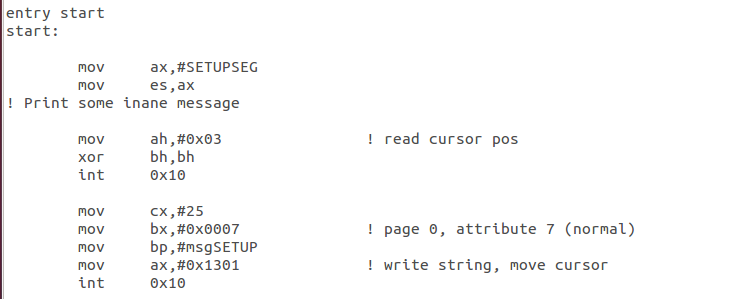 entry start
start:
mov ax,#SETUPSEG
mov es,ax
! Print some inane message
mov ah,#0x03 ! read cursor pos
xor bh,bh
int 0x10
mov cx,#25
mov bx,#0x0007 ! page 0, attribute 7 (normal)
mov bp,#msgSETUP
mov ax,#0x1301 ! write string, move cursor
int 0x10